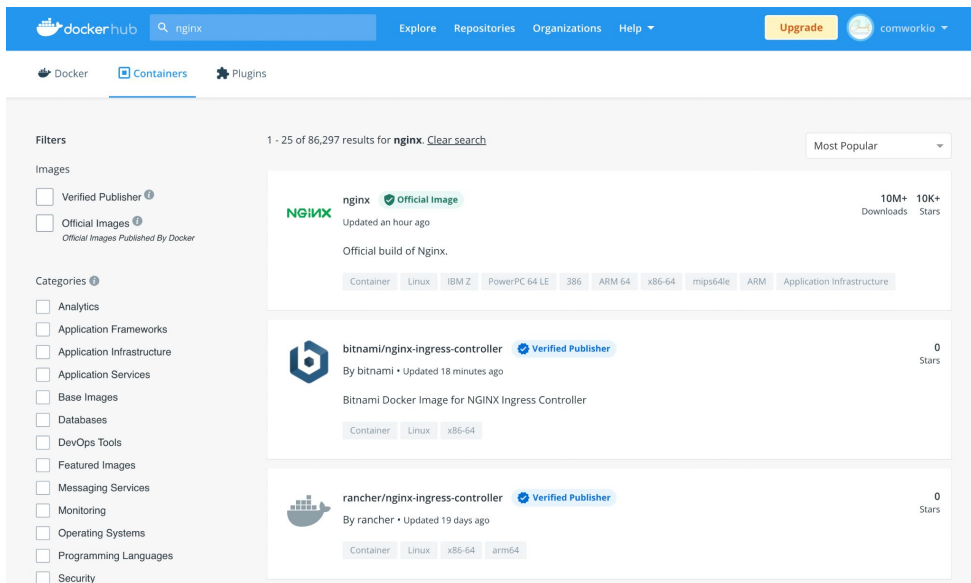 dockerhub
nginx
Explore Repositories Organizations Help
Upgrade
comworkio
Docker Containers Plugins
Filters
1 - 25 of 86,297 results for nginx. Clear search
Most Popular
Images
Verified Publisher
Official Images
Official Images Published By Docker
Categories
Analytics
Application Frameworks
Application Infrastructure
Application Services
Base Images
Databases
DevOps Tools
Featured Images
Messaging Services
Monitoring
Operating Systems
Programming Languages
Security
NGINX
nginx Official Image
10M+ 10K+
Downloads Stars
Updated an hour ago
Official build of Nginx.
Container Linux IBM Z PowerPC 64 LE 386 ARM 64 x86-64 mips64le ARM Application Infrastructure
bitnami/nginx-ingress-controller Verified Publisher
0
Stars
By bitnami • Updated 18 minutes ago
Bitnami Docker Image for NGINX Ingress Controller
Container Linux x86-64
rancher/nginx-ingress-controller Verified Publisher
0
Stars
By rancher • Updated 19 days ago
Container Linux x86-64 arm64